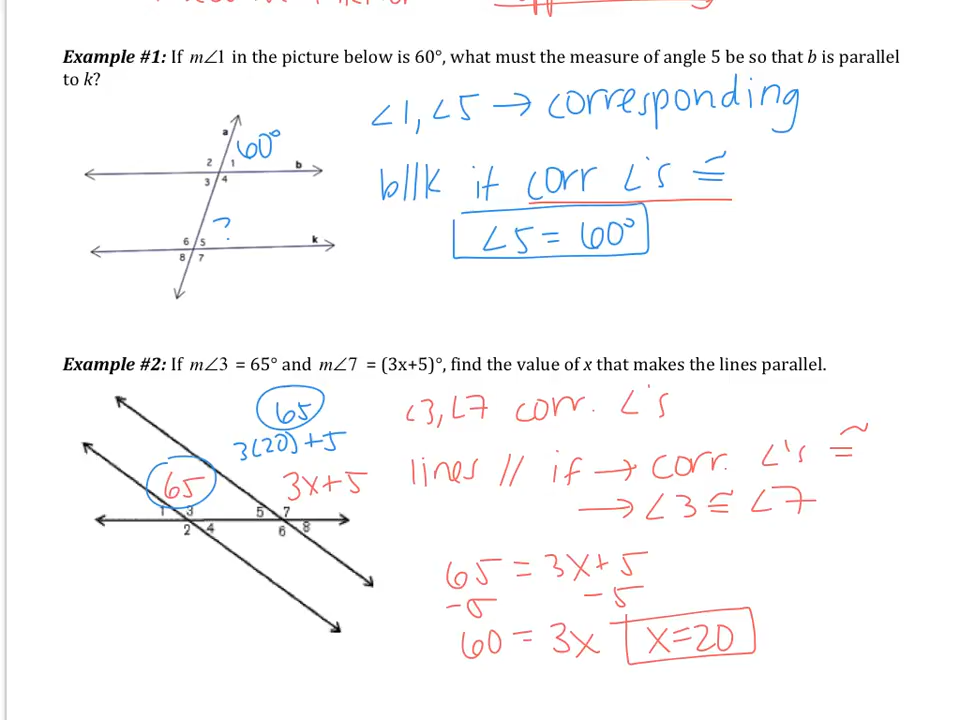 Example #1: If m∠1 in the picture below is 60°, what must the measure of angle 5 be so that b is parallel
to k?
∠1, ∠5 → corresponding
a
60°
2 1 b
3 4
b//k if corr ∠'s ≅
?
∠5 = 60°
6 5 k
8 7
Example #2: If m∠3 = 65° and m∠7 = (3x+5)°, find the value of x that makes the lines parallel.
65
3(20)+5
∠3, ∠7 corr. ∠'s
65
3x+5
lines // if → corr. ∠'s ≅
→ ∠3 ≅ ∠7
1 3 5 7
2 4 6 8
65 = 3x+5
-5 -5
60 = 3x
x=20